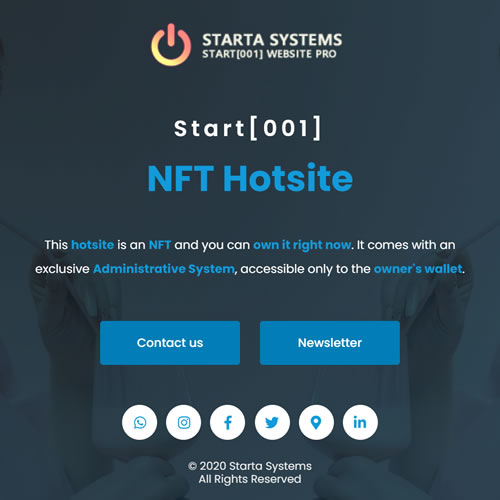 STARTA SYSTEMS
START[001] WEBSITE PRO
Start[001]
NFT Hotsite
This hotsite is an NFT and you can own it right now. It comes with an
exclusive Administrative System, accessible only to the owner's wallet.
Contact us Newsletter
© 2020 Starta Systems
All Rights Reserved